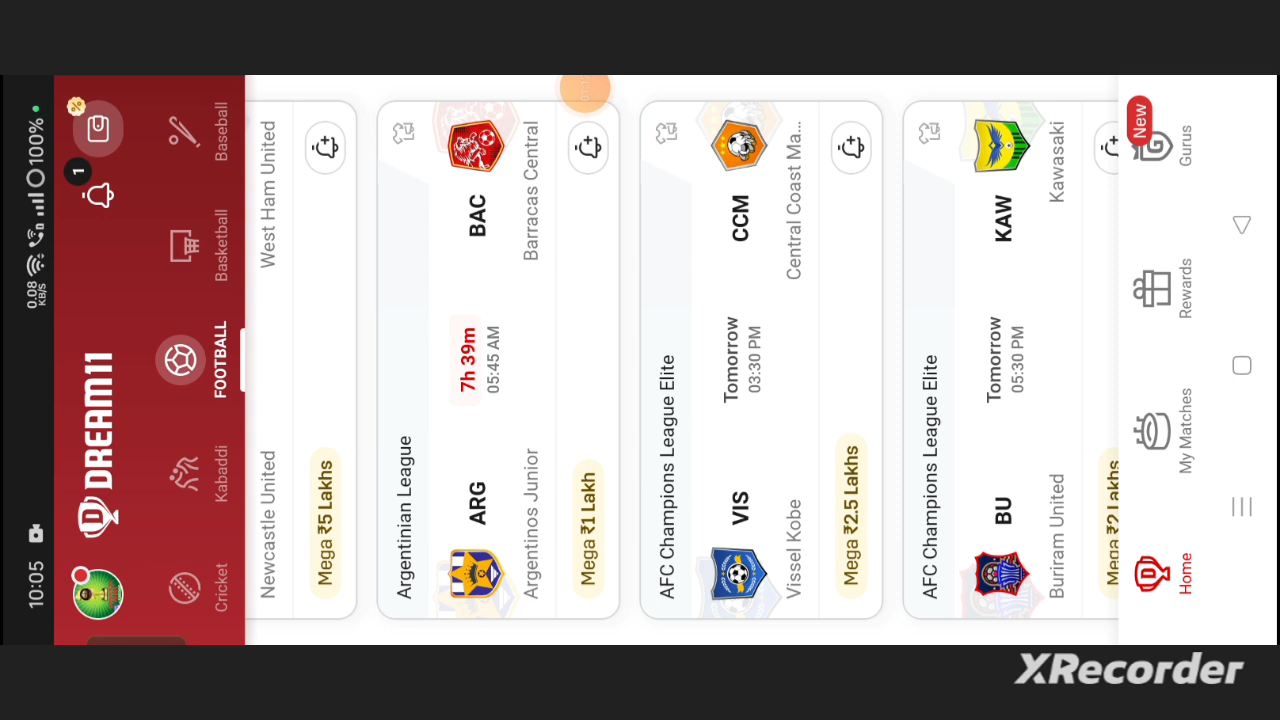 10:05
0.08 KB/S
100%
DREAM11
1
Cricket
Kabaddi
FOOTBALL
Basketball
Baseball
Newcastle United
West Ham United
Mega ₹5 Lakhs
Argentinian League
ARG
7h 39m
05:45 AM
BAC
Argentinos Junior
Barracas Central
Mega ₹1 Lakh
AFC Champions League Elite
VIS
Tomorrow
03:30 PM
CCM
Vissel Kobe
Central Coast Ma...
Mega ₹2.5 Lakhs
AFC Champions League Elite
BU
Tomorrow
05:30 PM
KAW
Buriram United
Kawasaki
Mega ₹2 Lakhs
Home
My Matches
Rewards
New
Gurus
XRecorder